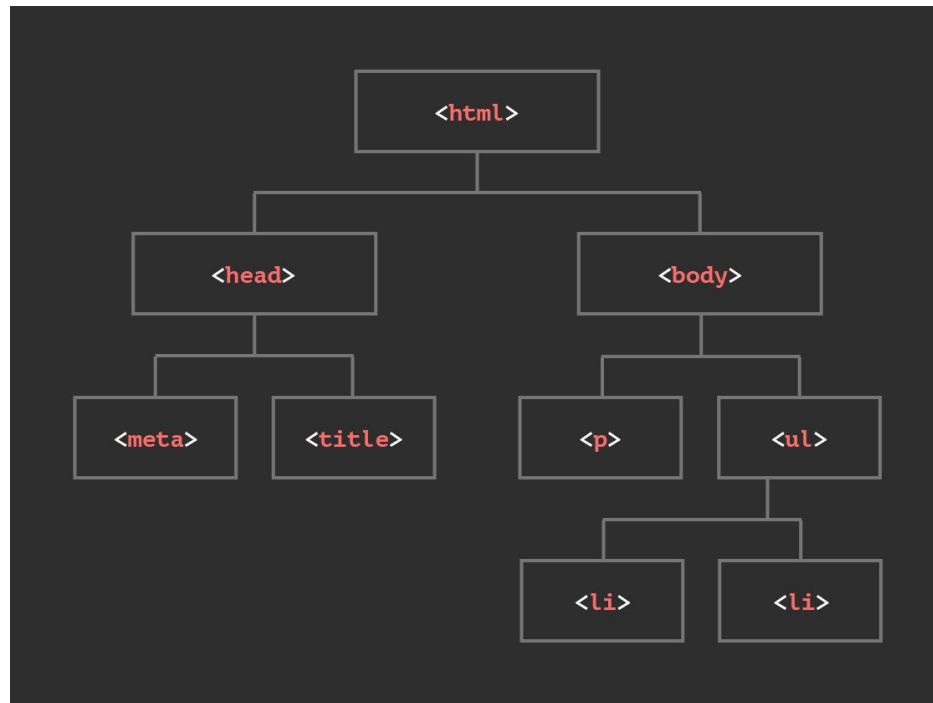 <html>
<head>
<body>
<meta>
<title>
<p>
<ul>
<li>
<li>